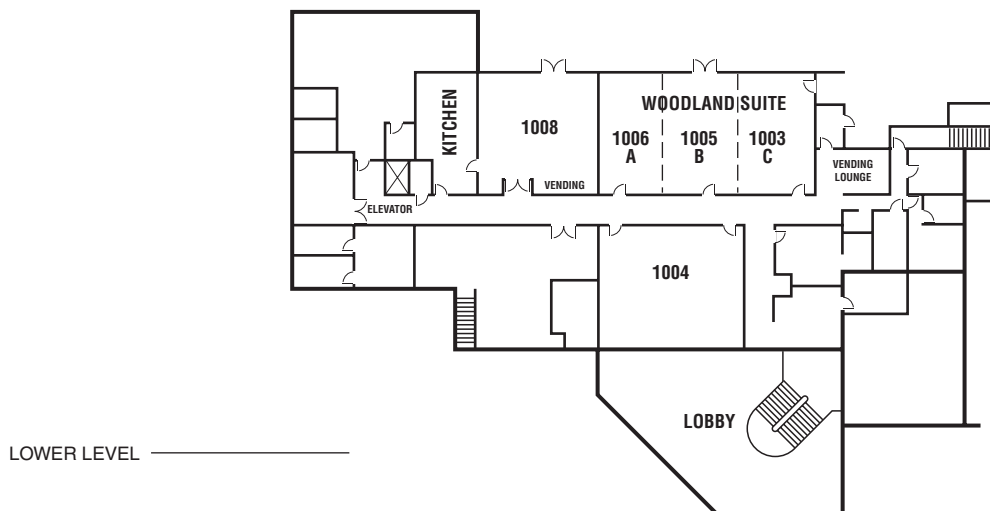 KITCHEN
1008
VENDING
WOODLAND SUITE
1006
A
1005
B
1003
C
VENDING
LOUNGE
ELEVATOR
1004
LOBBY
LOWER LEVEL